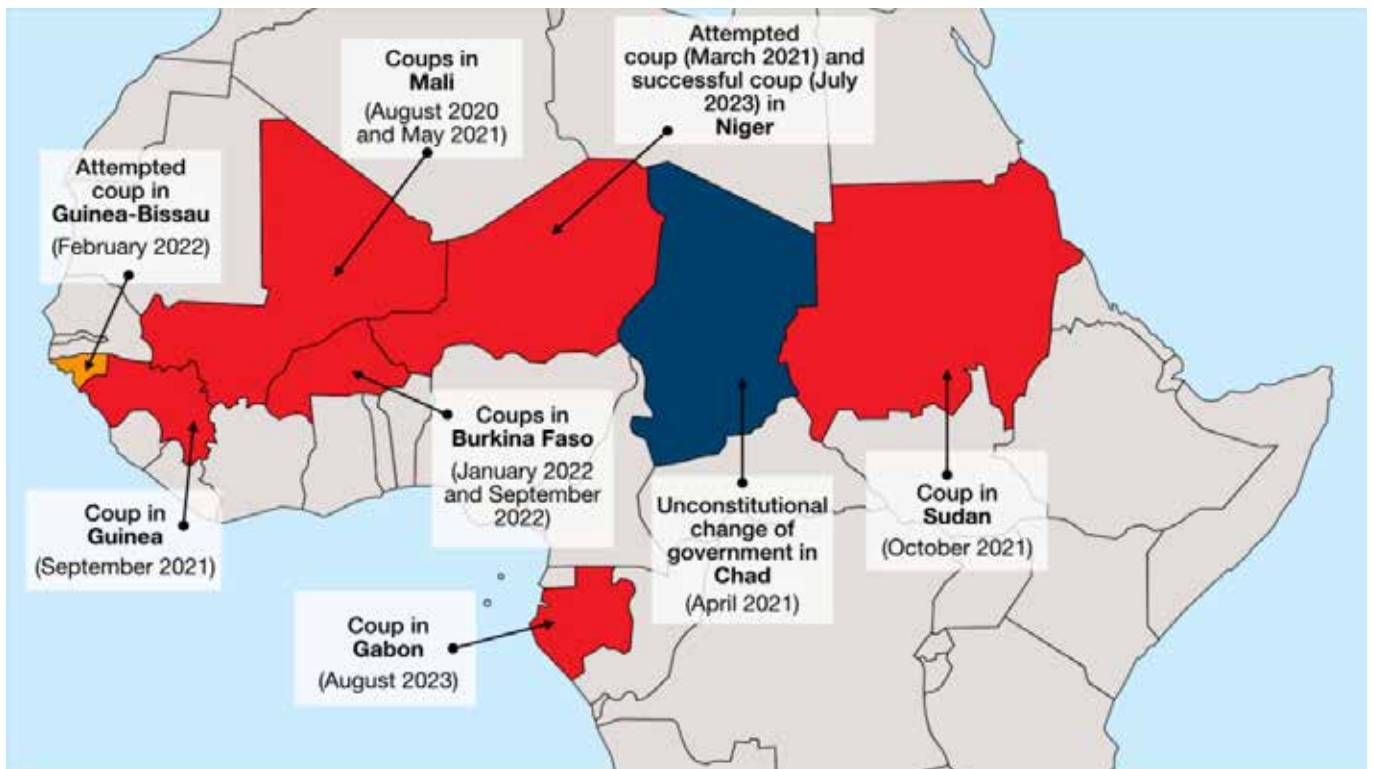 Coups in
Mali
(August 2020
and May 2021)
Attempted
coup (March 2021) and
successful coup (July
2023) in
Niger
Attempted
coup in
Guinea-Bissau
(February 2022)
Coups in
Burkina Faso
(January 2022
and September
2022)
Unconstitutional
change of
government in
Chad
(April 2021)
Coup in
Sudan
(October 2021)
Coup in
Guinea
(September 2021)
Coup in
Gabon
(August 2023)